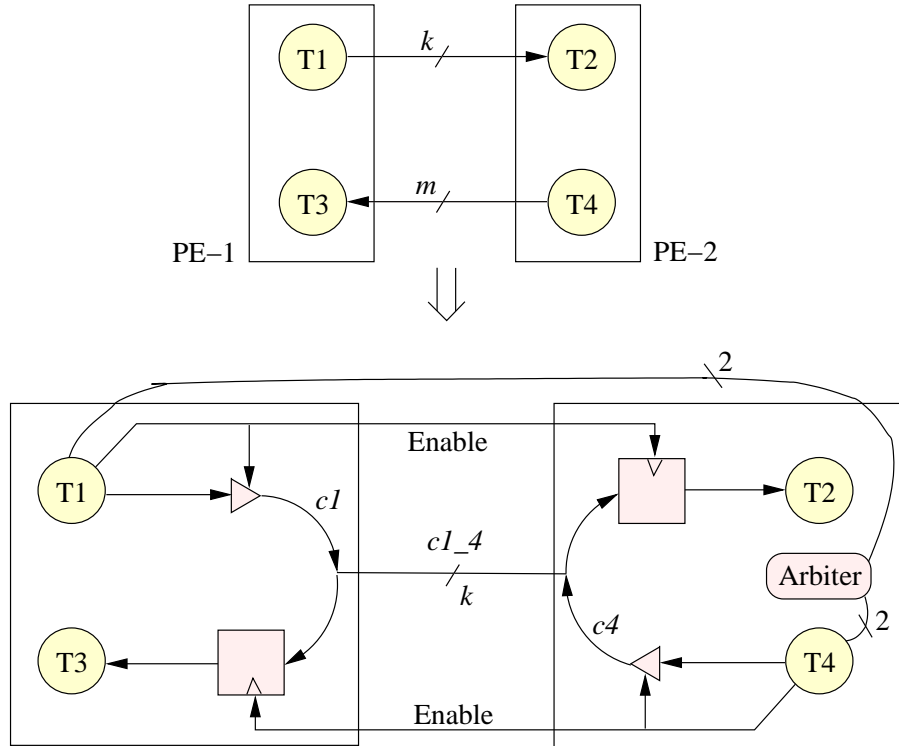 k
T1
T2
m
T3
T4
PE–1
PE–2
2
Enable
T1
c1
T2
c1_4
k
Arbiter
c4
2
T3
T4
Enable